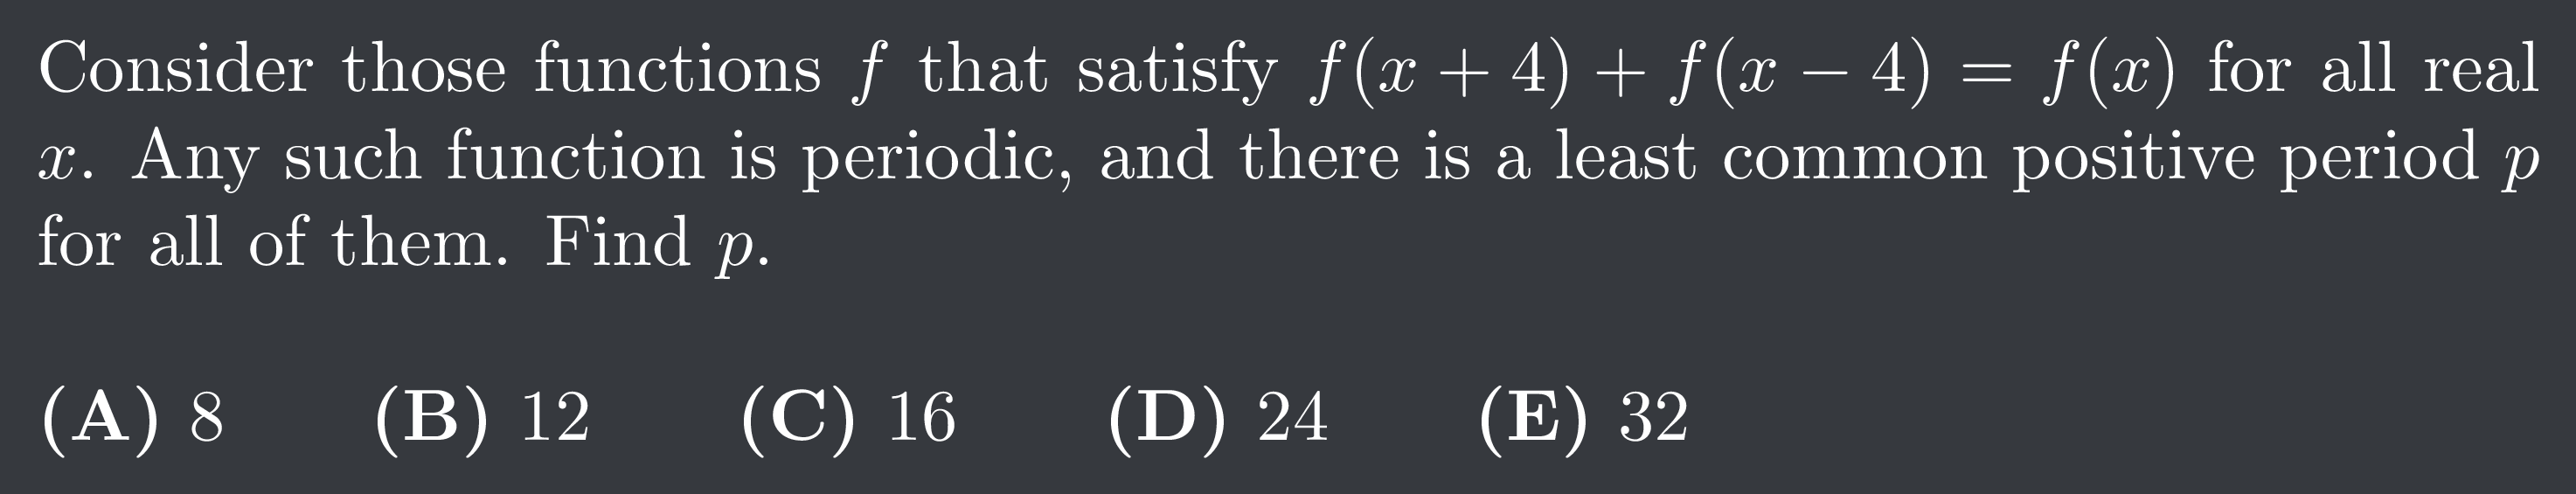 Consider those functions f that satisfy f(x + 4) + f(x − 4) = f(x) for all real
x. Any such function is periodic, and there is a least common positive period p
for all of them. Find p.
(A) 8 (B) 12 (C) 16 (D) 24 (E) 32